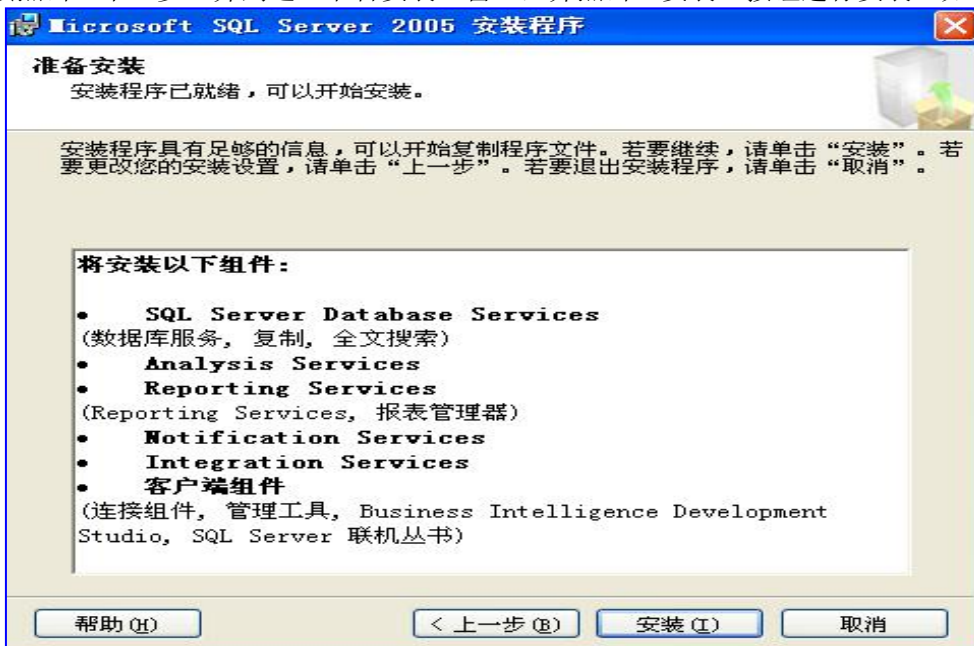 Microsoft SQL Server 2005 安装程序
准备安装
安装程序已就绪，可以开始安装。
安装程序具有足够的信息，可以开始复制程序文件。若要继续，请单击“安装”。若
要更改您的安装设置，请单击“上一步”。若要退出安装程序，请单击“取消”。
将安装以下组件：
• SQL Server Database Services
(数据库服务, 复制, 全文搜索)
• Analysis Services
• Reporting Services
(Reporting Services, 报表管理器)
• Notification Services
• Integration Services
• 客户端组件
(连接组件, 管理工具, Business Intelligence Development
Studio, SQL Server 联机丛书)
帮助(H)
< 上一步(B)
安装(I)
取消